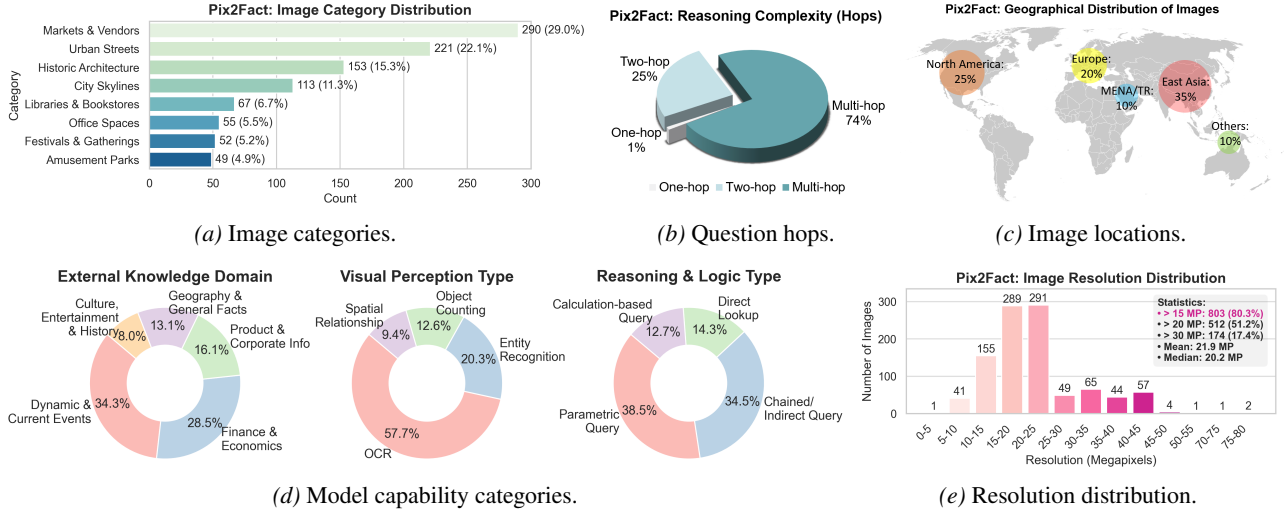 Pix2Fact: Image Category Distribution
Category
Markets & Vendors
290 (29.0%)
Urban Streets
221 (22.1%)
Historic Architecture
153 (15.3%)
City Skylines
113 (11.3%)
Libraries & Bookstores
67 (6.7%)
Office Spaces
55 (5.5%)
Festivals & Gatherings
52 (5.2%)
Amusement Parks
49 (4.9%)
0 50 100 150 200 250 300
Count
(a) Image categories.
Pix2Fact: Reasoning Complexity (Hops)
Two-hop
25%
One-hop
1%
Multi-hop
74%
One-hop Two-hop Multi-hop
(b) Question hops.
Pix2Fact: Geographical Distribution of Images
North America:
25%
Europe:
20%
MENA/TR:
10%
East Asia:
35%
Others:
10%
(c) Image locations.
External Knowledge Domain
Culture,
Entertainment
& History
8.0%
Geography &
General Facts
13.1%
Product &
Corporate Info
16.1%
Dynamic &
Current Events
34.3%
Finance &
Economics
28.5%
Visual Perception Type
Spatial
Relationship
9.4%
Object
Counting
12.6%
Entity
Recognition
20.3%
57.7%
OCR
Reasoning & Logic Type
Calculation-based
Query
12.7%
Direct
Lookup
14.3%
Parametric
Query
38.5%
Chained/
Indirect Query
34.5%
(d) Model capability categories.
Pix2Fact: Image Resolution Distribution
Number of Images
300
200
100
0
1
41
155
289
291
49
65
44
57
4
1
1
2
Statistics:
• > 15 MP: 803 (80.3%)
• > 20 MP: 512 (51.2%)
• > 30 MP: 174 (17.4%)
• Mean: 21.9 MP
• Median: 20.2 MP
0-5
5-10
10-15
15-20
20-25
25-30
30-35
35-40
40-45
45-50
50-55
70-75
75-80
Resolution (Megapixels)
(e) Resolution distribution.